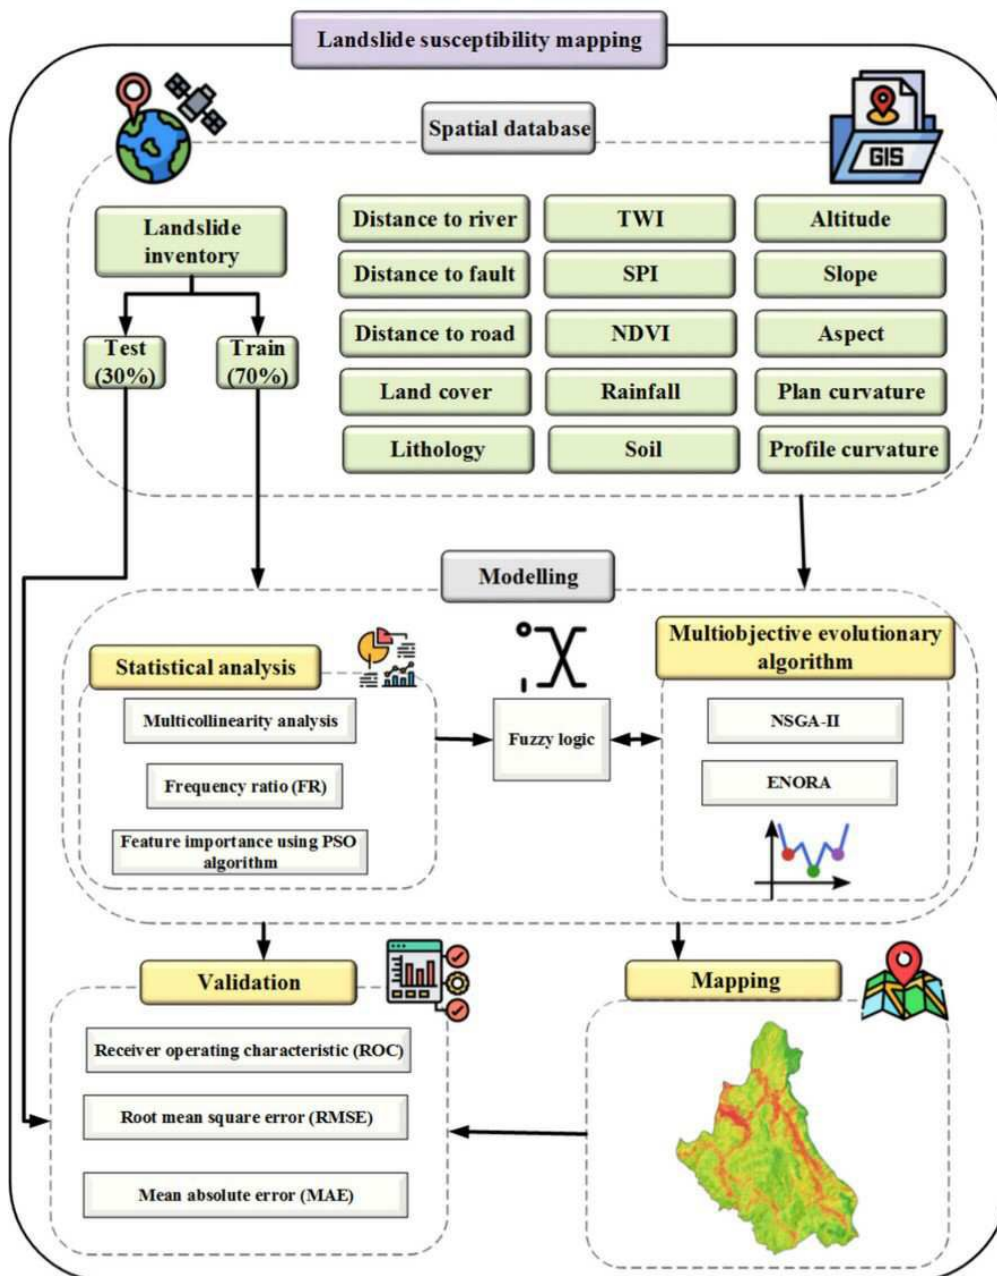 Landslide susceptibility mapping
Spatial database
GIS
Landslide
inventory
Test
(30%)
Train
(70%)
Distance to river
TWI
Altitude
Distance to fault
SPI
Slope
Distance to road
NDVI
Aspect
Land cover
Rainfall
Plan curvature
Lithology
Soil
Profile curvature
Modelling
Statistical analysis
Multicollinearity analysis
Frequency ratio (FR)
Feature importance using PSO
algorithm
Fuzzy logic
Multiobjective evolutionary
algorithm
NSGA-II
ENORA
Validation
Receiver operating characteristic (ROC)
Root mean square error (RMSE)
Mean absolute error (MAE)
Mapping